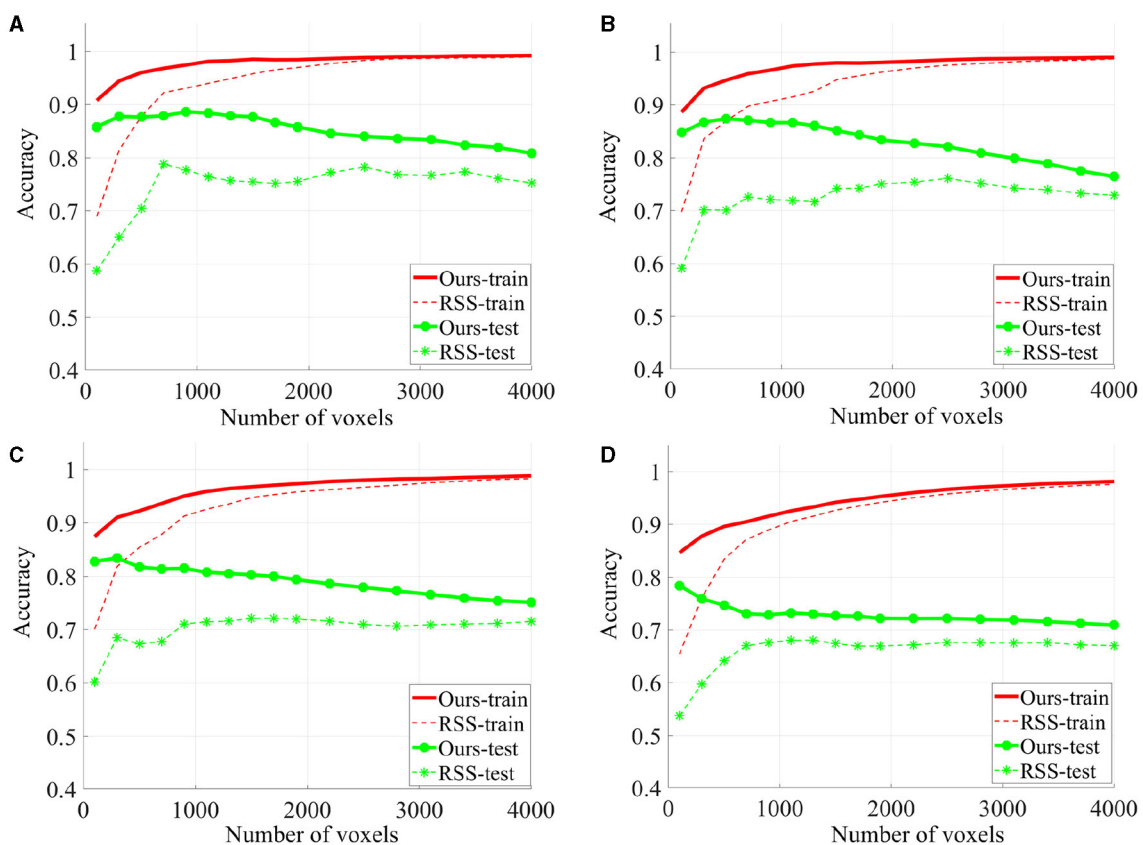 A
Accuracy
1
0.9
0.8
0.7
0.6
0.5
0.4
0 1000 2000 3000 4000
Number of voxels
Ours-train
RSS-train
Ours-test
RSS-test
B
Accuracy
1
0.9
0.8
0.7
0.6
0.5
0.4
0 1000 2000 3000 4000
Number of voxels
Ours-train
RSS-train
Ours-test
RSS-test
C
Accuracy
1
0.9
0.8
0.7
0.6
0.5
0.4
0 1000 2000 3000 4000
Number of voxels
Ours-train
RSS-train
Ours-test
RSS-test
D
Accuracy
1
0.9
0.8
0.7
0.6
0.5
0.4
0 1000 2000 3000 4000
Number of voxels
Ours-train
RSS-train
Ours-test
RSS-test